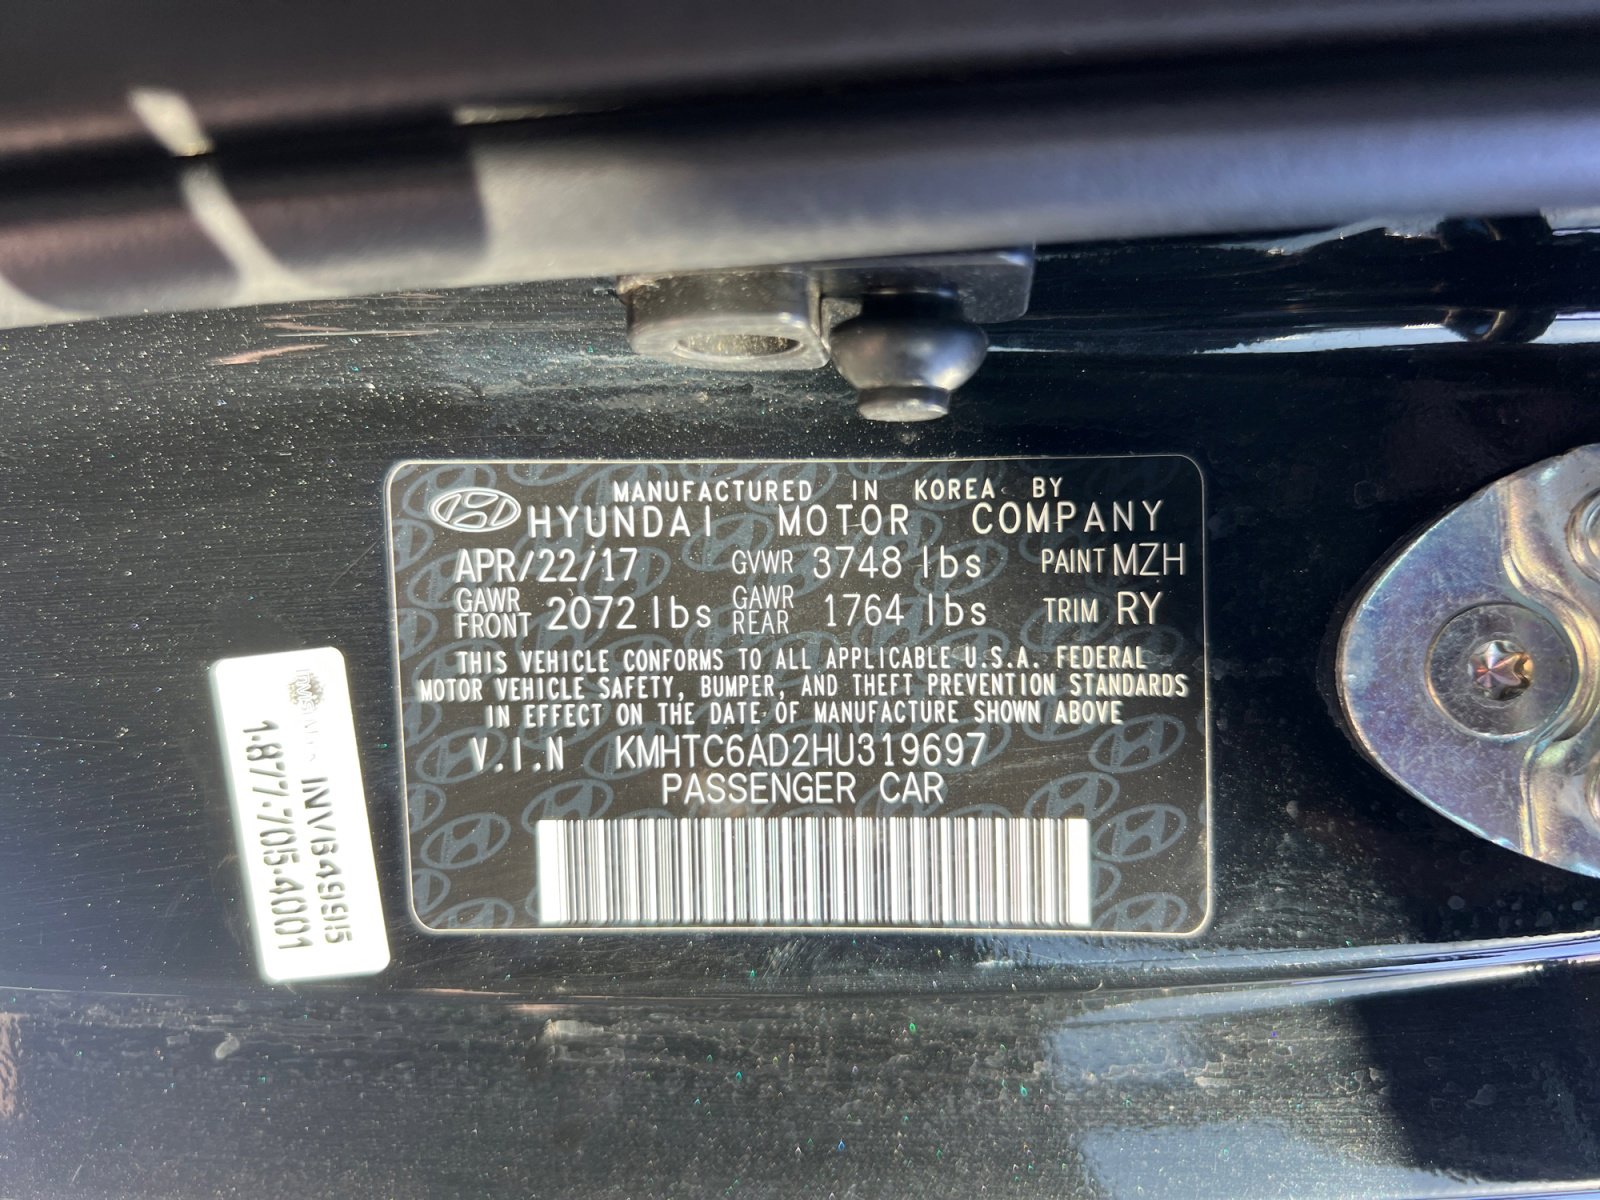 MANUFACTURED IN KOREA BY
HYUNDAI MOTOR COMPANY
APR/22/17 GVWR 3748 lbs PAINT MZH
GAWR FRONT 2072 lbs GAWR REAR 1764 lbs TRIM RY
THIS VEHICLE CONFORMS TO ALL APPLICABLE U.S.A. FEDERAL
MOTOR VEHICLE SAFETY, BUMPER, AND THEFT PREVENTION STANDARDS
IN EFFECT ON THE DATE OF MANUFACTURE SHOWN ABOVE
V.I.N KMHTC6AD2HU319697
PASSENGER CAR
1-877-705-4001